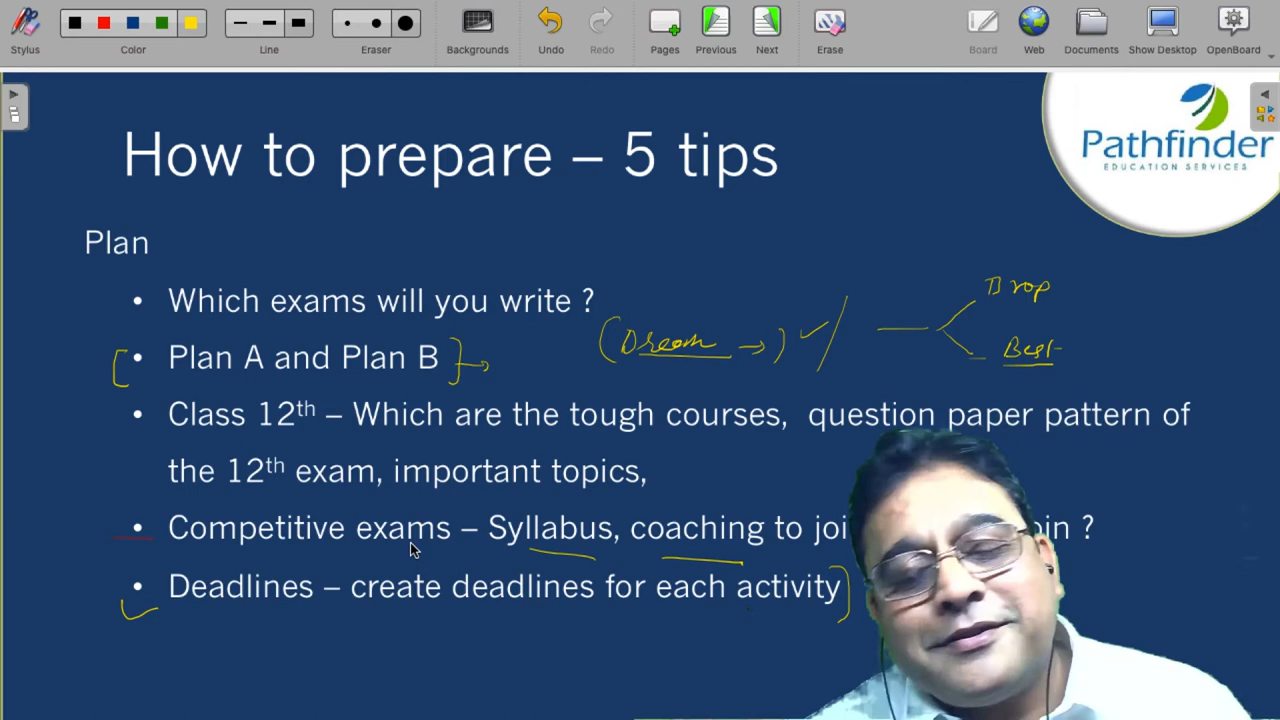 Stylus Color Line Eraser Backgrounds Undo Redo Pages Previous Next Erase Board Web Documents Show Desktop OpenBoard
Pathfinder
EDUCATION SERVICES
How to prepare – 5 tips
Plan
• Which exams will you write ?
Drop
(Dream →)
Best
• Plan A and Plan B
• Class 12th – Which are the tough courses, question paper pattern of
the 12th exam, important topics,
• Competitive exams – Syllabus, coaching to joi ?
• Deadlines – create deadlines for each activity